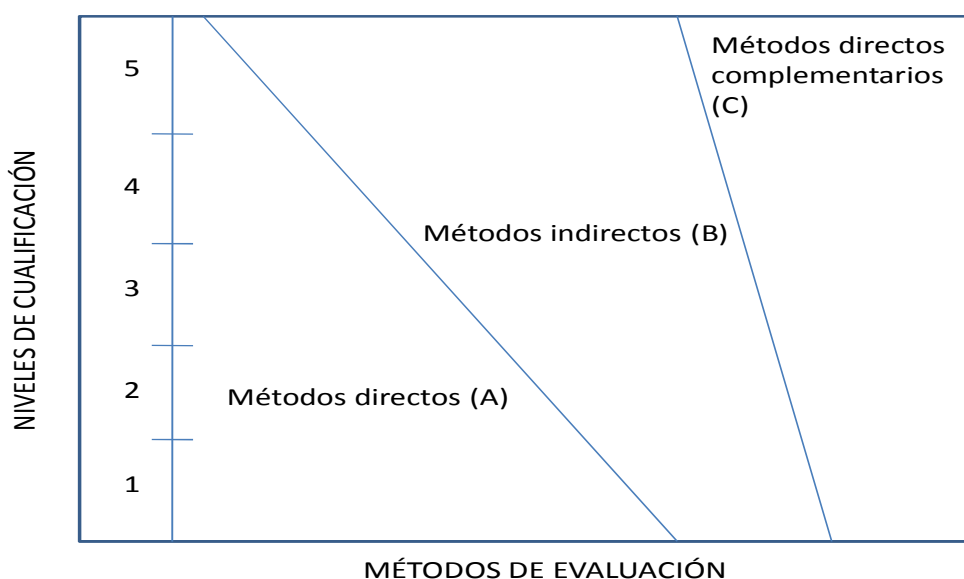 NIVELES DE CUALIFICACIÓN
5
4
3
2
1
Métodos directos
complementarios
(C)
Métodos indirectos (B)
Métodos directos (A)
MÉTODOS DE EVALUACIÓN